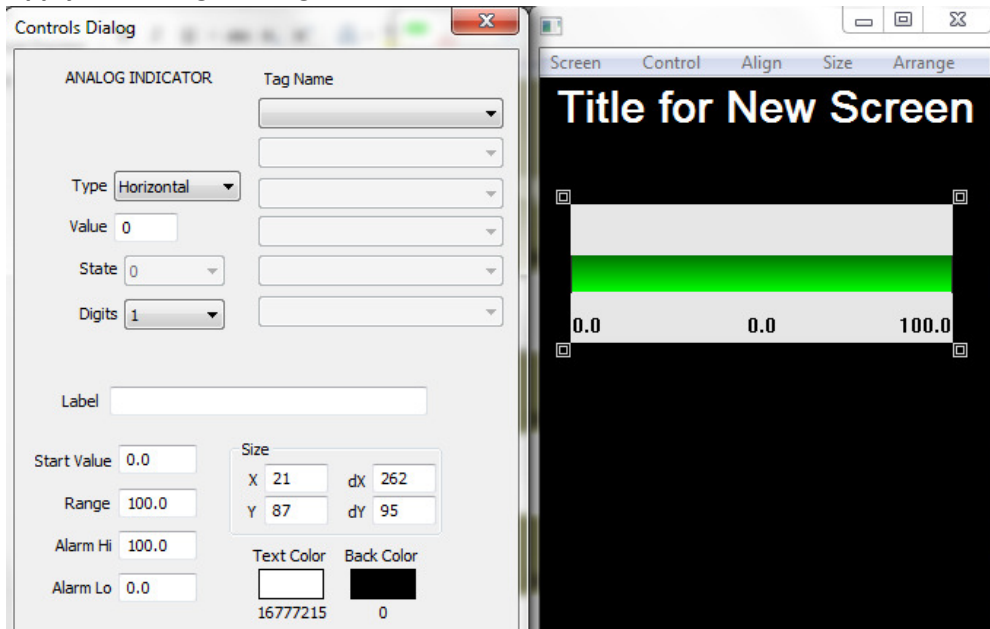 Controls Dialog
ANALOG INDICATOR
Tag Name
Type Horizontal
Value 0
State 0
Digits 1
Label
Start Value 0.0
Range 100.0
Alarm Hi 100.0
Alarm Lo 0.0
Size
X 21 dX 262
Y 87 dY 95
Text Color Back Color
16777215 0
Screen Control Align Size Arrange
Title for New Screen
0.0 0.0 100.0